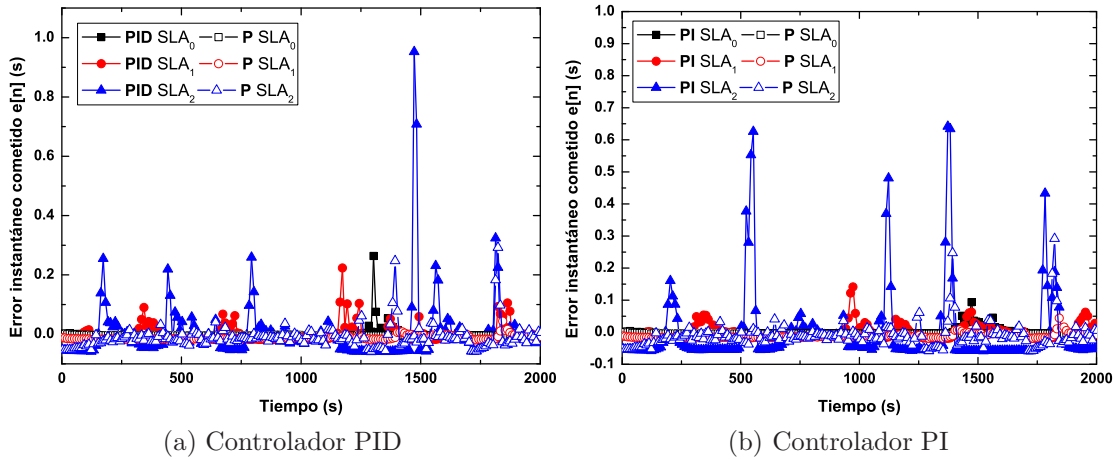 PID SLA0 P SLA0
PID SLA1 P SLA1
PID SLA2 P SLA2
Error instantáneo cometido e[n] (s)
1.0
0.8
0.6
0.4
0.2
0.0
0 500 1000 1500 2000
Tiempo (s)
(a) Controlador PID
PI SLA0 P SLA0
PI SLA1 P SLA1
PI SLA2 P SLA2
Error instantáneo cometido e[n] (s)
1.0
0.9
0.8
0.7
0.6
0.5
0.4
0.3
0.2
0.1
0.0
-0.1
0 500 1000 1500 2000
Tiempo (s)
(b) Controlador PI